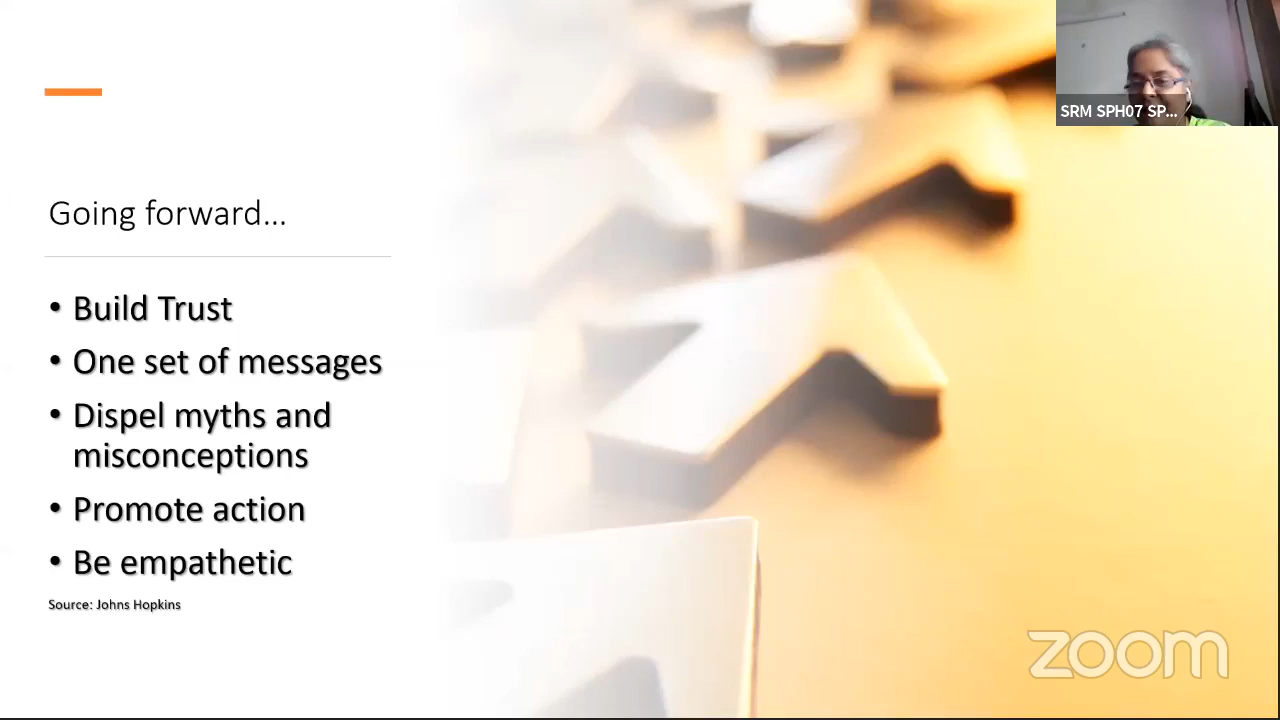 SRM SPH07 SP...
Going forward...
• Build Trust
• One set of messages
• Dispel myths and
misconceptions
• Promote action
• Be empathetic
Source: Johns Hopkins
zoom